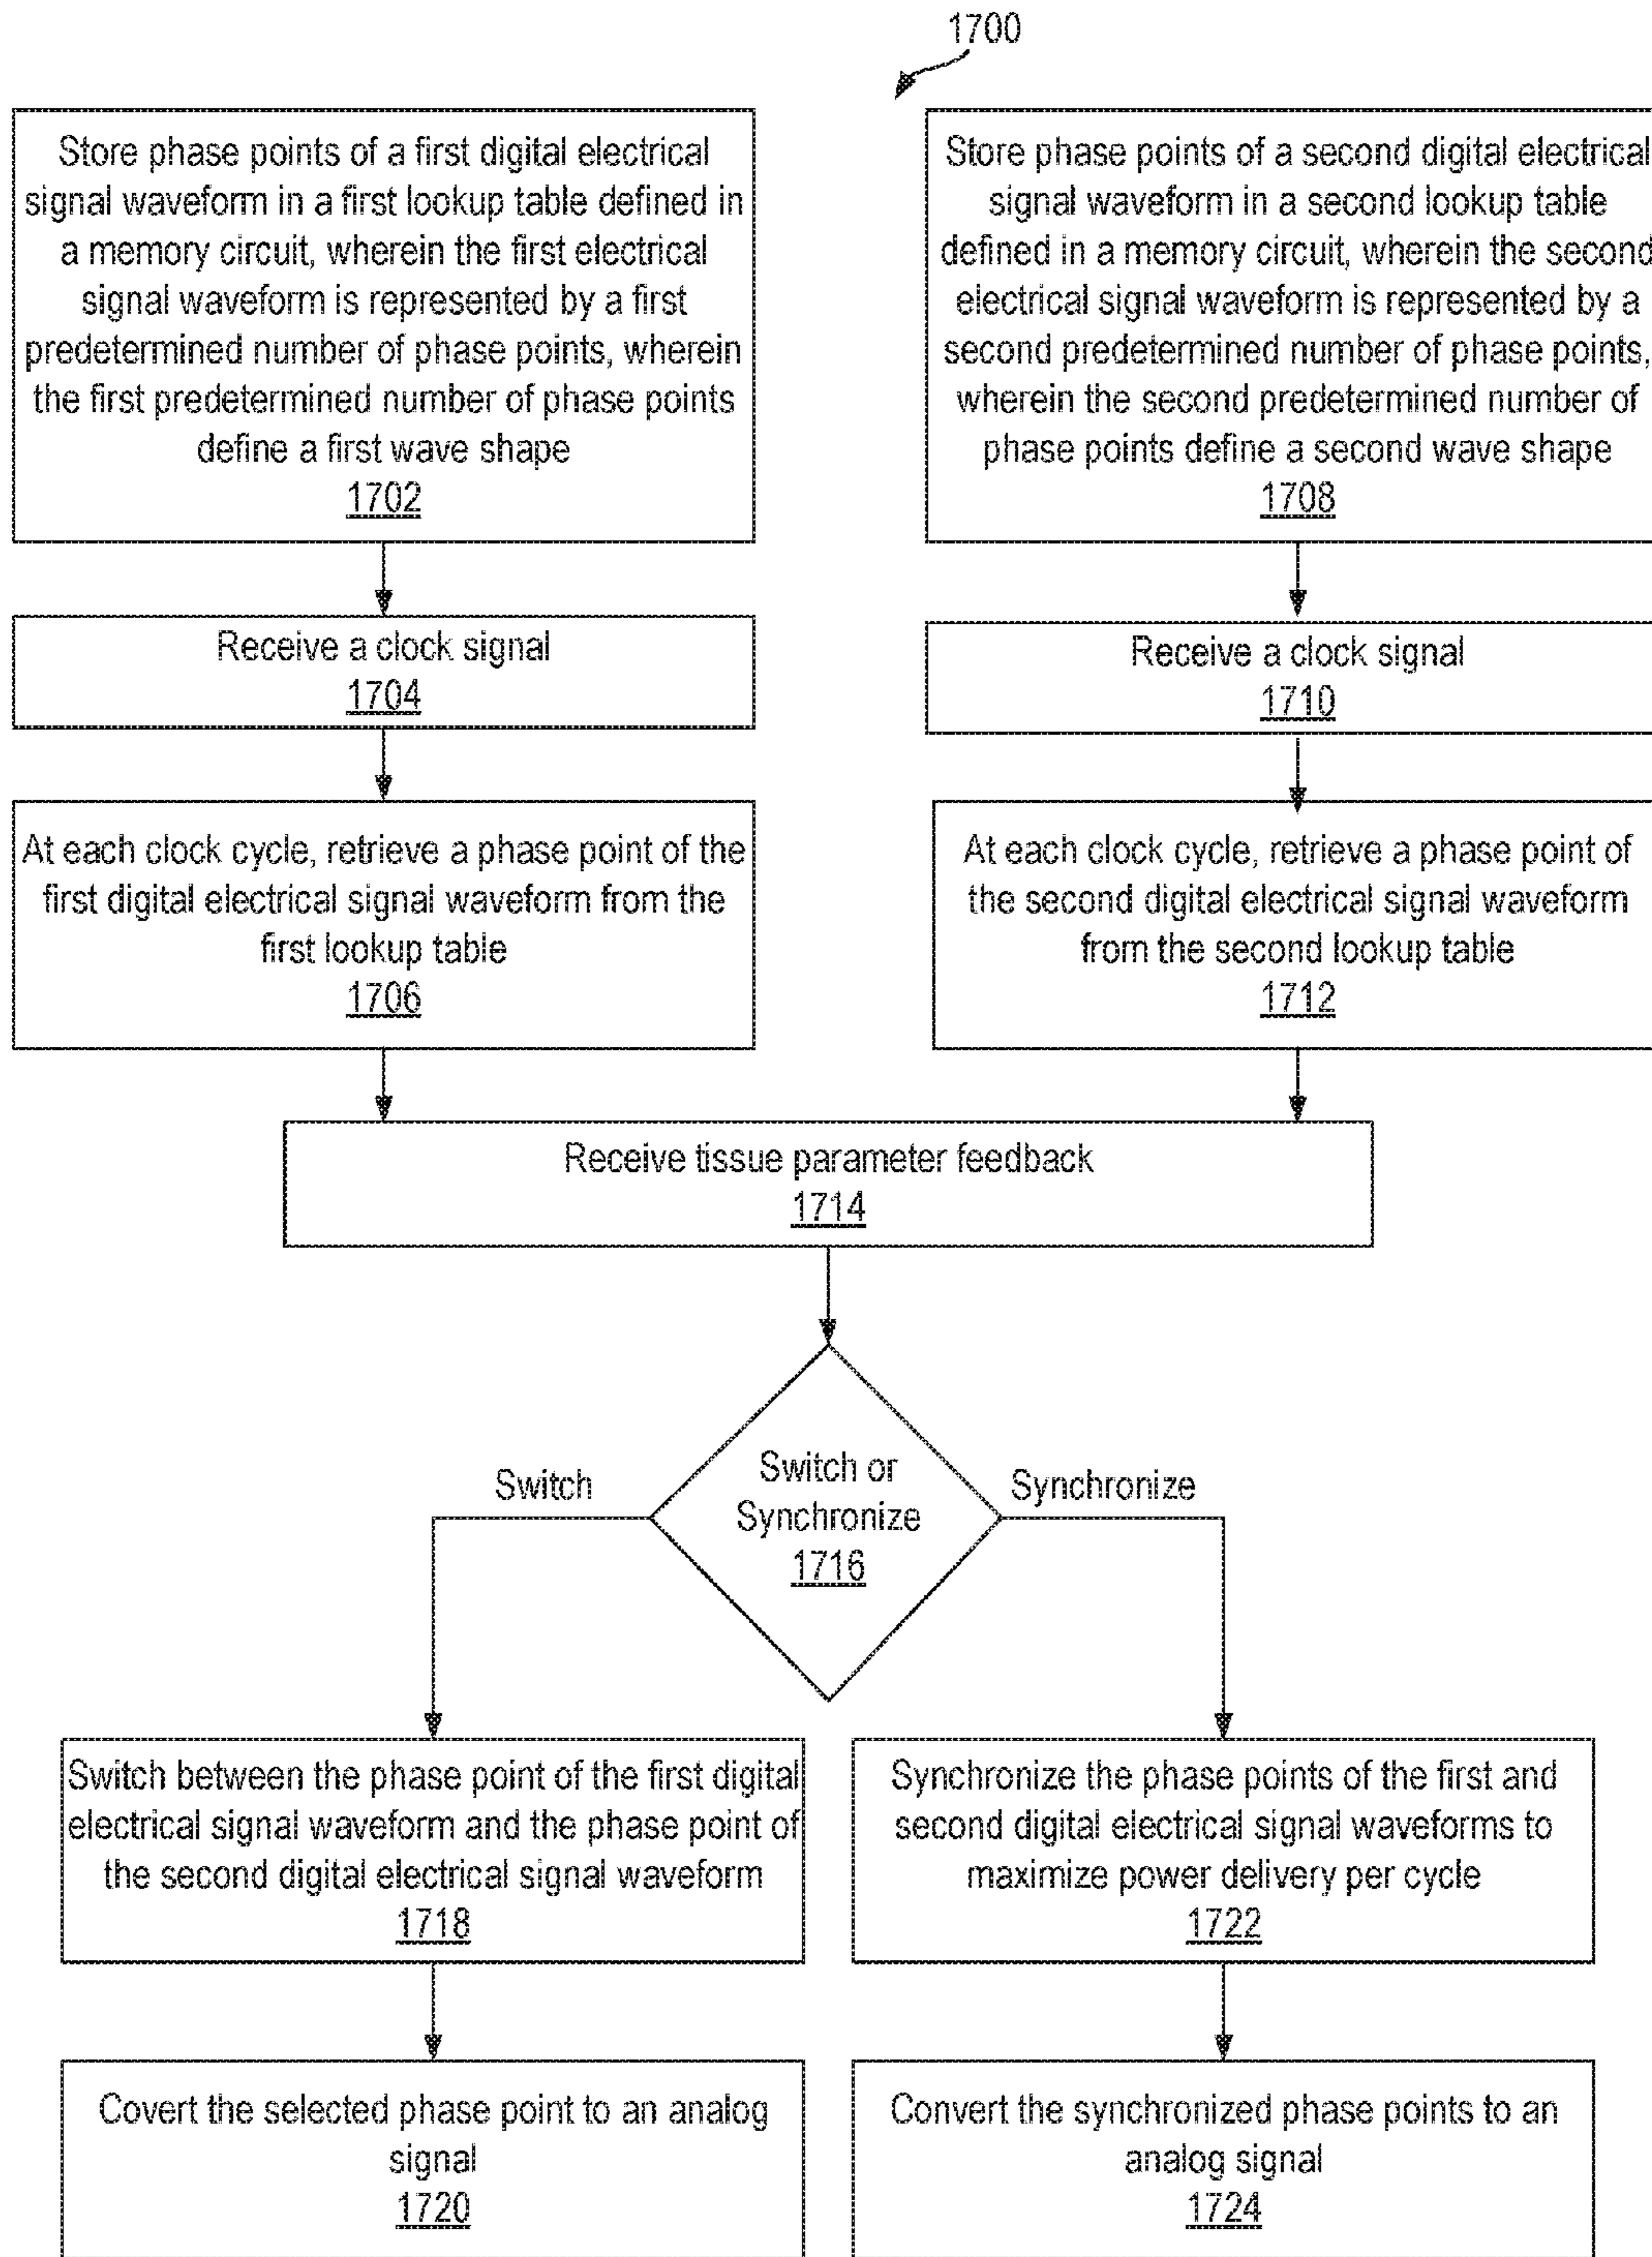 1700
Store phase points of a first digital electrical
signal waveform in a first lookup table defined in
a memory circuit, wherein the first electrical
signal waveform is represented by a first
predetermined number of phase points, wherein
the first predetermined number of phase points
define a first wave shape
1702
Store phase points of a second digital electrical
signal waveform in a second lookup table
defined in a memory circuit, wherein the second
electrical signal waveform is represented by a
second predetermined number of phase points,
wherein the second predetermined number of
phase points define a second wave shape
1708
Receive a clock signal
1704
Receive a clock signal
1710
At each clock cycle, retrieve a phase point of the
first digital electrical signal waveform from the
first lookup table
1706
At each clock cycle, retrieve a phase point of
the second digital electrical signal waveform
from the second lookup table
1712
Receive tissue parameter feedback
1714
Switch or
Synchronize
1716
Switch
Synchronize
Switch between the phase point of the first digital
electrical signal waveform and the phase point of
the second digital electrical signal waveform
1718
Synchronize the phase points of the first and
second digital electrical signal waveforms to
maximize power delivery per cycle
1722
Covert the selected phase point to an analog
signal
1720
Convert the synchronized phase points to an
analog signal
1724